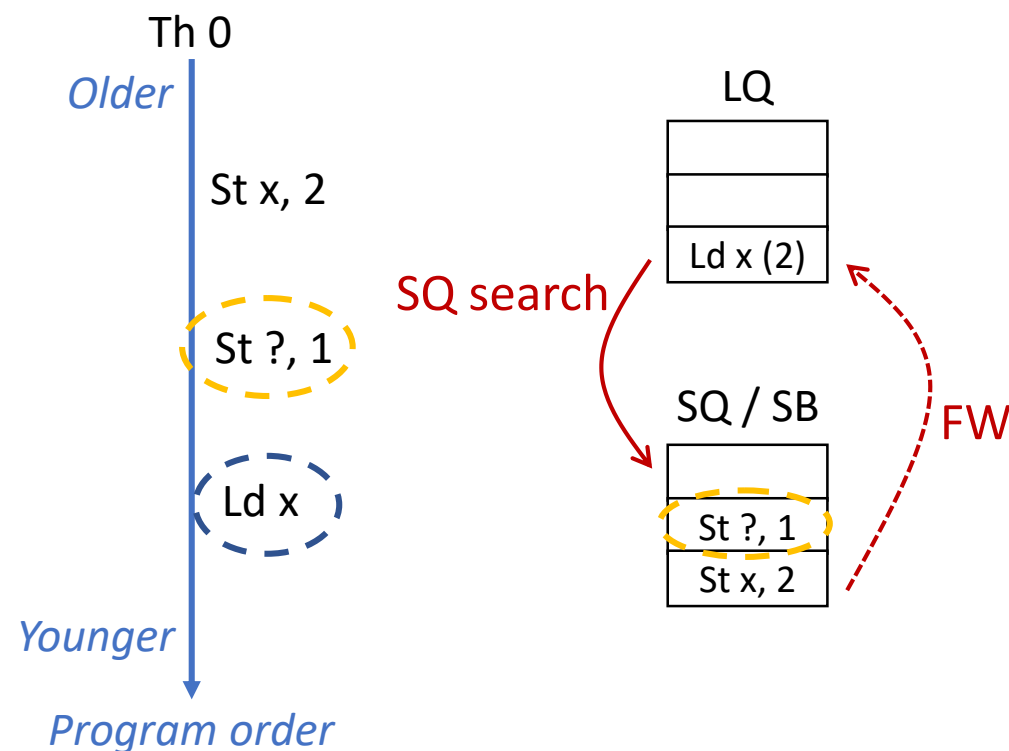 Th 0
Older
St x, 2
St ?, 1
Ld x
Younger
Program order
LQ
Ld x (2)
SQ search
SQ / SB
FW
St ?, 1
St x, 2